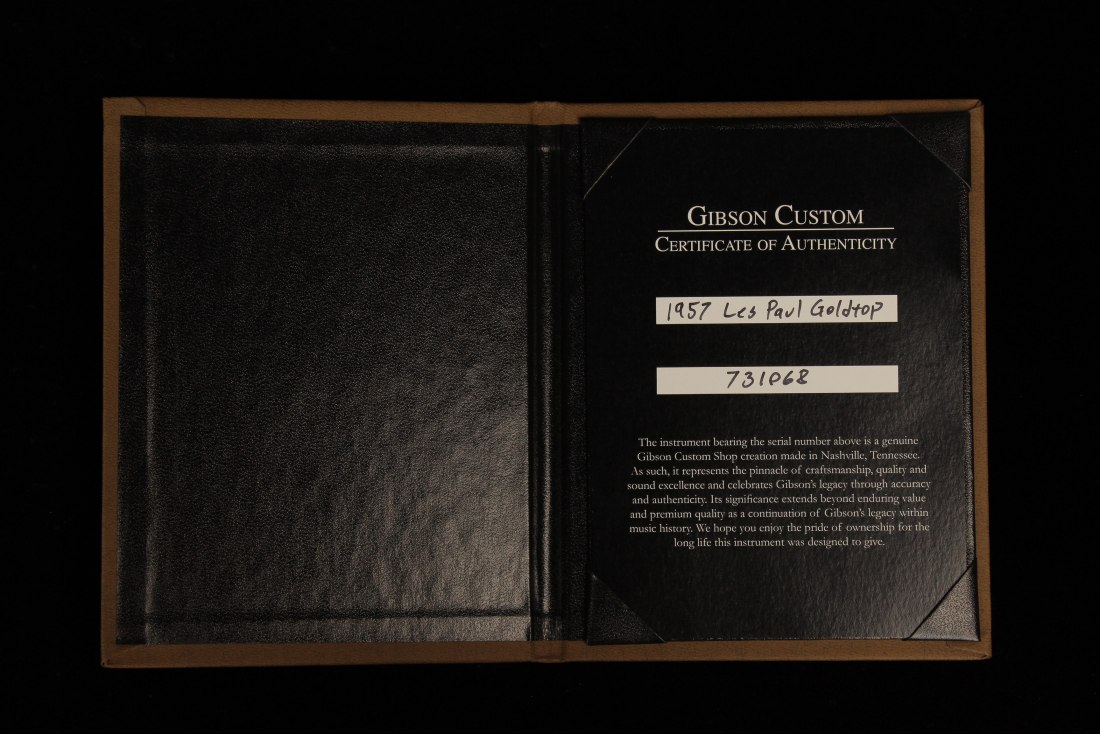 GIBSON CUSTOM
CERTIFICATE OF AUTHENTICITY
1957 Les Paul Goldtop
731068
The instrument bearing the serial number above is a genuine
Gibson Custom Shop creation made in Nashville, Tennessee.
As such, it represents the pinnacle of craftsmanship, quality and
sound excellence and celebrates Gibson's legacy through accuracy
and authenticity. Its significance extends beyond enduring value
and premium quality as a continuation of Gibson's legacy within
music history. We hope you enjoy the pride of ownership for the
long life this instrument was designed to give.